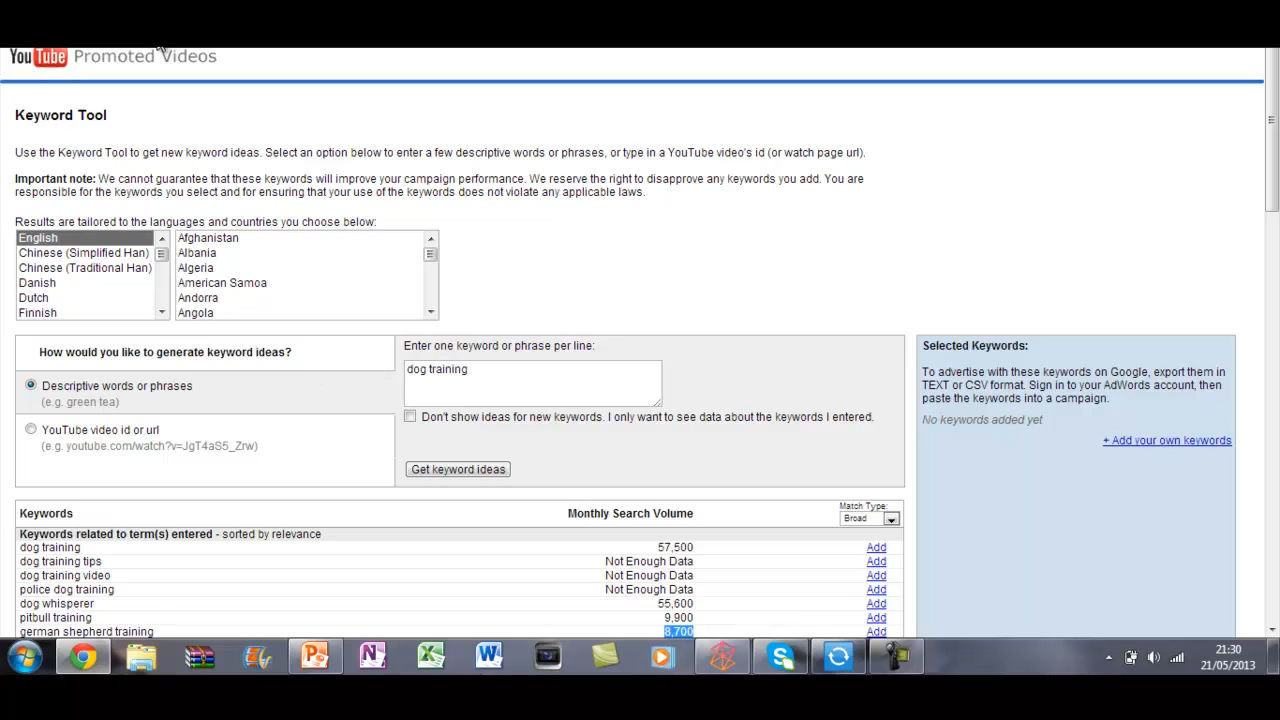 YouTube Promoted Videos
Keyword Tool
Use the Keyword Tool to get new keyword ideas. Select an option below to enter a few descriptive words or phrases, or type in a YouTube video's id (or watch page url).
Important note: We cannot guarantee that these keywords will improve your campaign performance. We reserve the right to disapprove any keywords you add. You are
responsible for the keywords you select and for ensuring that your use of the keywords does not violate any applicable laws.
Results are tailored to the languages and countries you choose below:
English Afghanistan
Chinese (Simplified Han) Albania
Chinese (Traditional Han) Algeria
Danish American Samoa
Dutch Andorra
Finnish Angola
How would you like to generate keyword ideas?
Descriptive words or phrases
(e.g. green tea)
YouTube video id or url
(e.g. youtube.com/watch?v=JgT4aS5_Zrw)
Enter one keyword or phrase per line:
dog training
Don't show ideas for new keywords. I only want to see data about the keywords I entered.
Get keyword ideas
Selected Keywords:
To advertise with these keywords on Google, export them in
TEXT or CSV format. Sign in to your AdWords account, then
paste the keywords into a campaign.
No keywords added yet
+ Add your own keywords
Keywords Monthly Search Volume Match Type:
Broad
Keywords related to term(s) entered - sorted by relevance
dog training 57,500 Add
dog training tips Not Enough Data Add
dog training video Not Enough Data Add
police dog training Not Enough Data Add
dog whisperer 55,600 Add
pitbull training 9,900 Add
german shepherd training 8,700 Add
21:30
21/05/2013